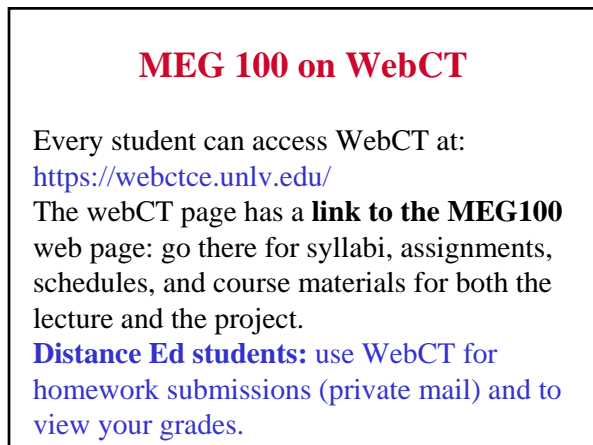 MEG 100 on WebCT
Every student can access WebCT at:
https://webctce.unlv.edu/
The webCT page has a link to the MEG100
web page: go there for syllabi, assignments,
schedules, and course materials for both the
lecture and the project.
Distance Ed students: use WebCT for
homework submissions (private mail) and to
view your grades.